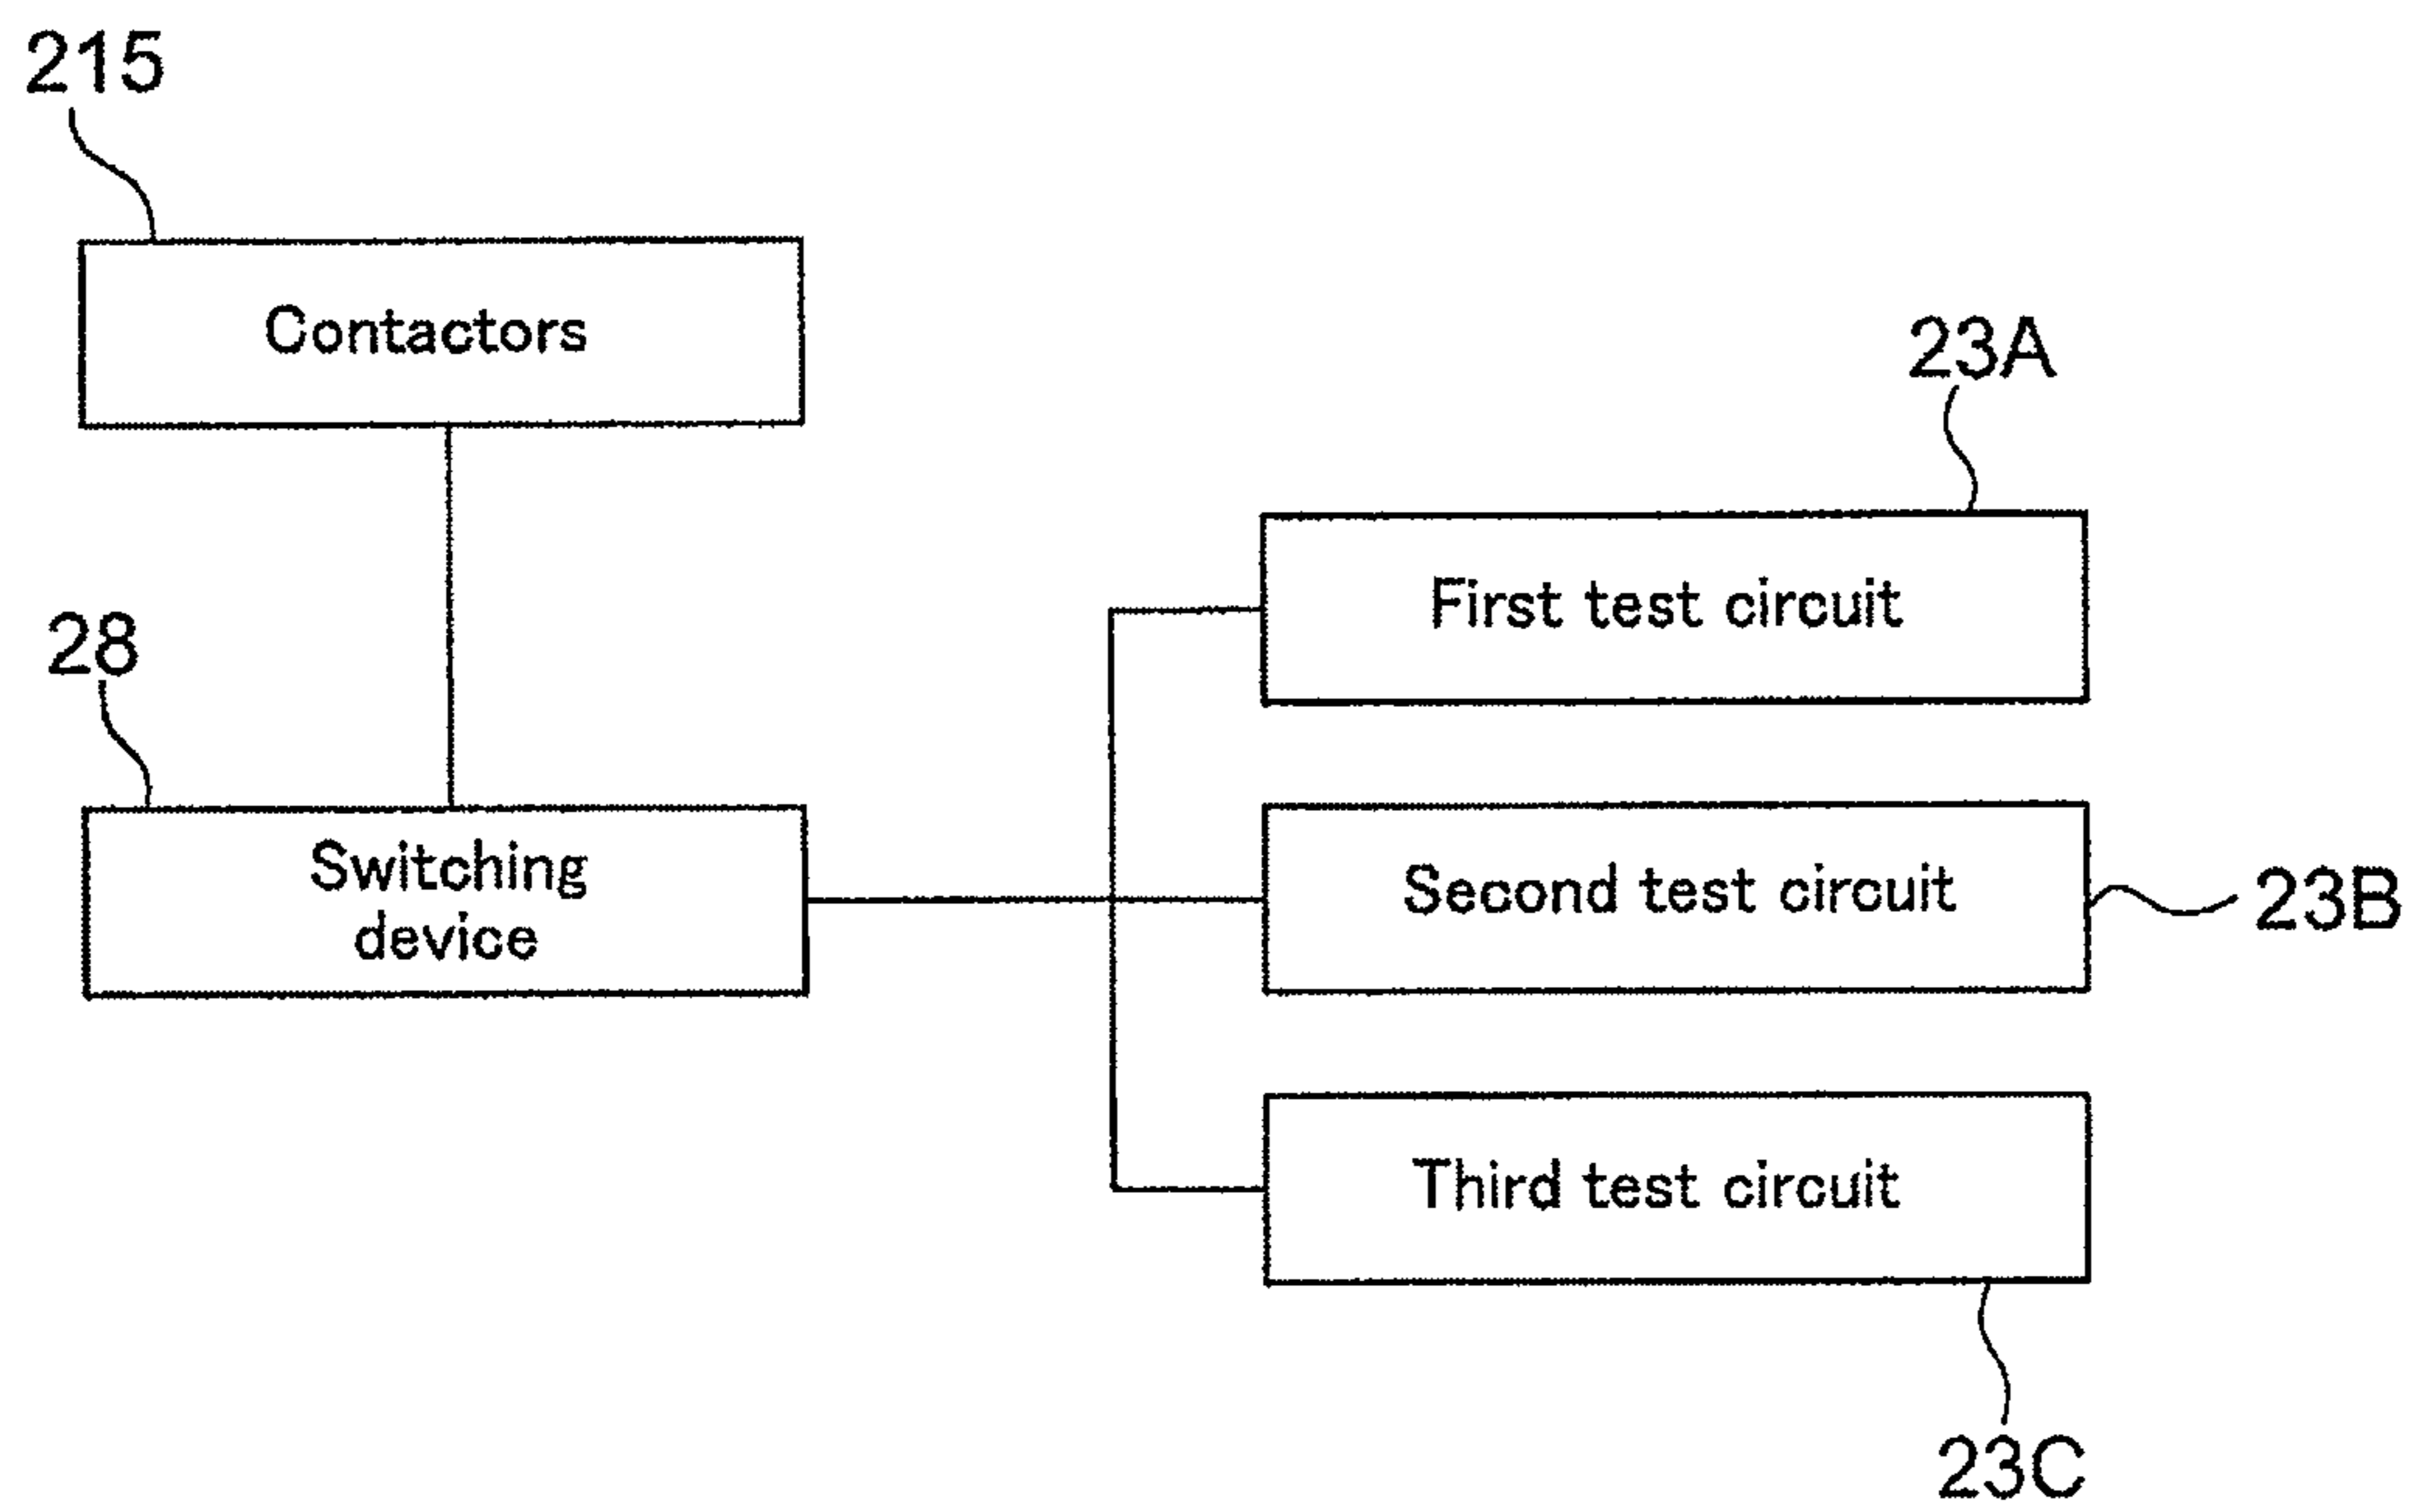 215
Contactors
23A
First test circuit
28
Switching
device
Second test circuit
23B
Third test circuit
23C